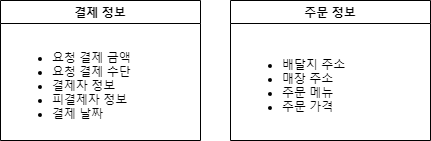 결제 정보
요청 결제 금액
요청 결제 수단
결제자 정보
피결제자 정보
결제 날짜
주문 정보
배달지 주소
매장 주소
주문 메뉴
주문 가격